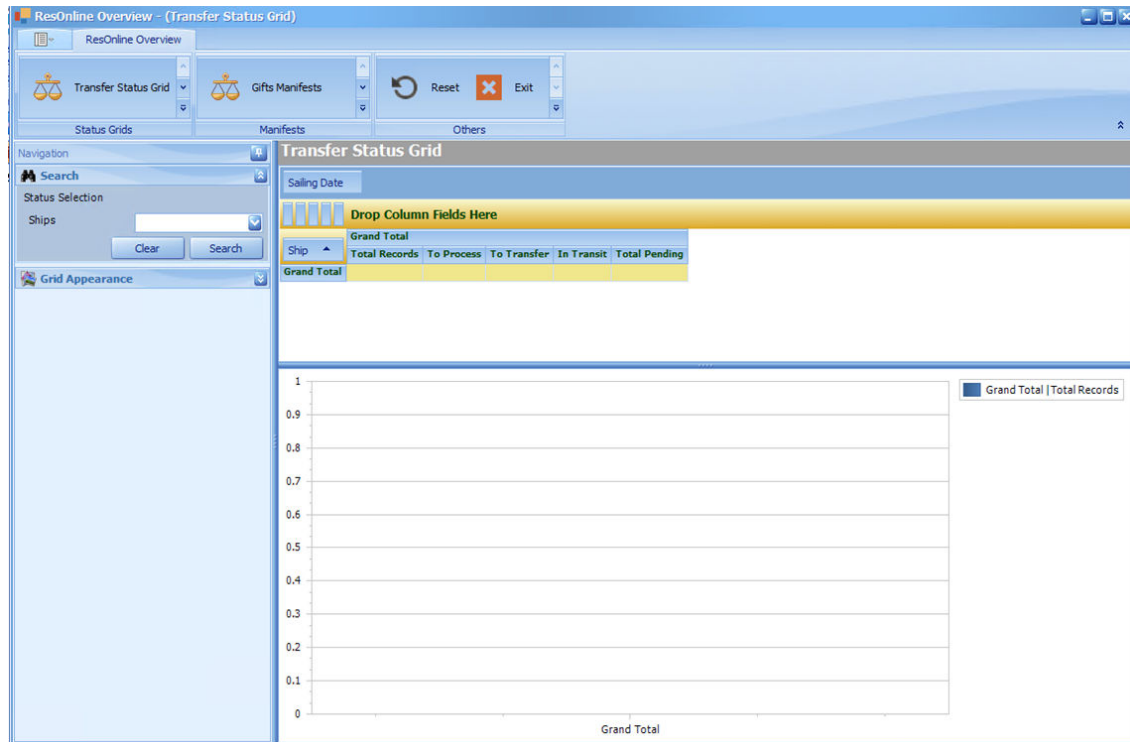 ResOnline Overview - (Transfer Status Grid)
ResOnline Overview
Transfer Status Grid
Gifts Manifests
Reset
Exit
Status Grids
Manifests
Others
Navigation
Search
Status Selection
Ships
Clear
Search
Grid Appearance
Transfer Status Grid
Sailing Date
Drop Column Fields Here
Ship
Grand Total
Total Records To Process To Transfer In Transit Total Pending
Grand Total
1
0.9
0.8
0.7
0.6
0.5
0.4
0.3
0.2
0.1
0
Grand Total
Grand Total | Total Records